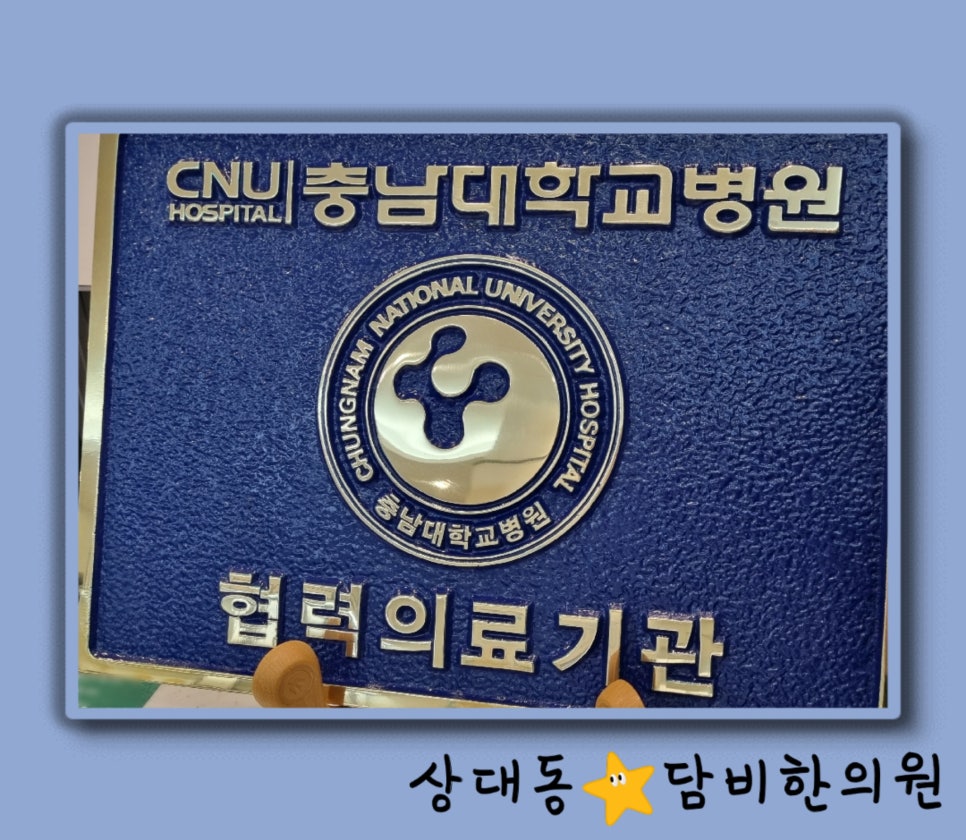 CNU
HOSPITAL
충남대학교병원
CHUNGNAM NATIONAL UNIVERSITY HOSPITAL
충남대학교병원
협력의료기관
상대동 담비한의원